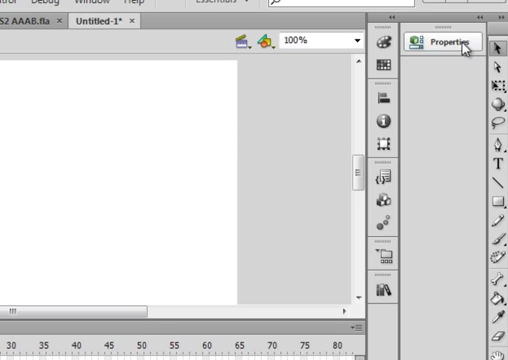 Debug Window Help Essentials
S2 AAAB.fla × Untitled-1* ×
100%
Properties
T
30 35 40 45 50 55 60 65 70 75 80